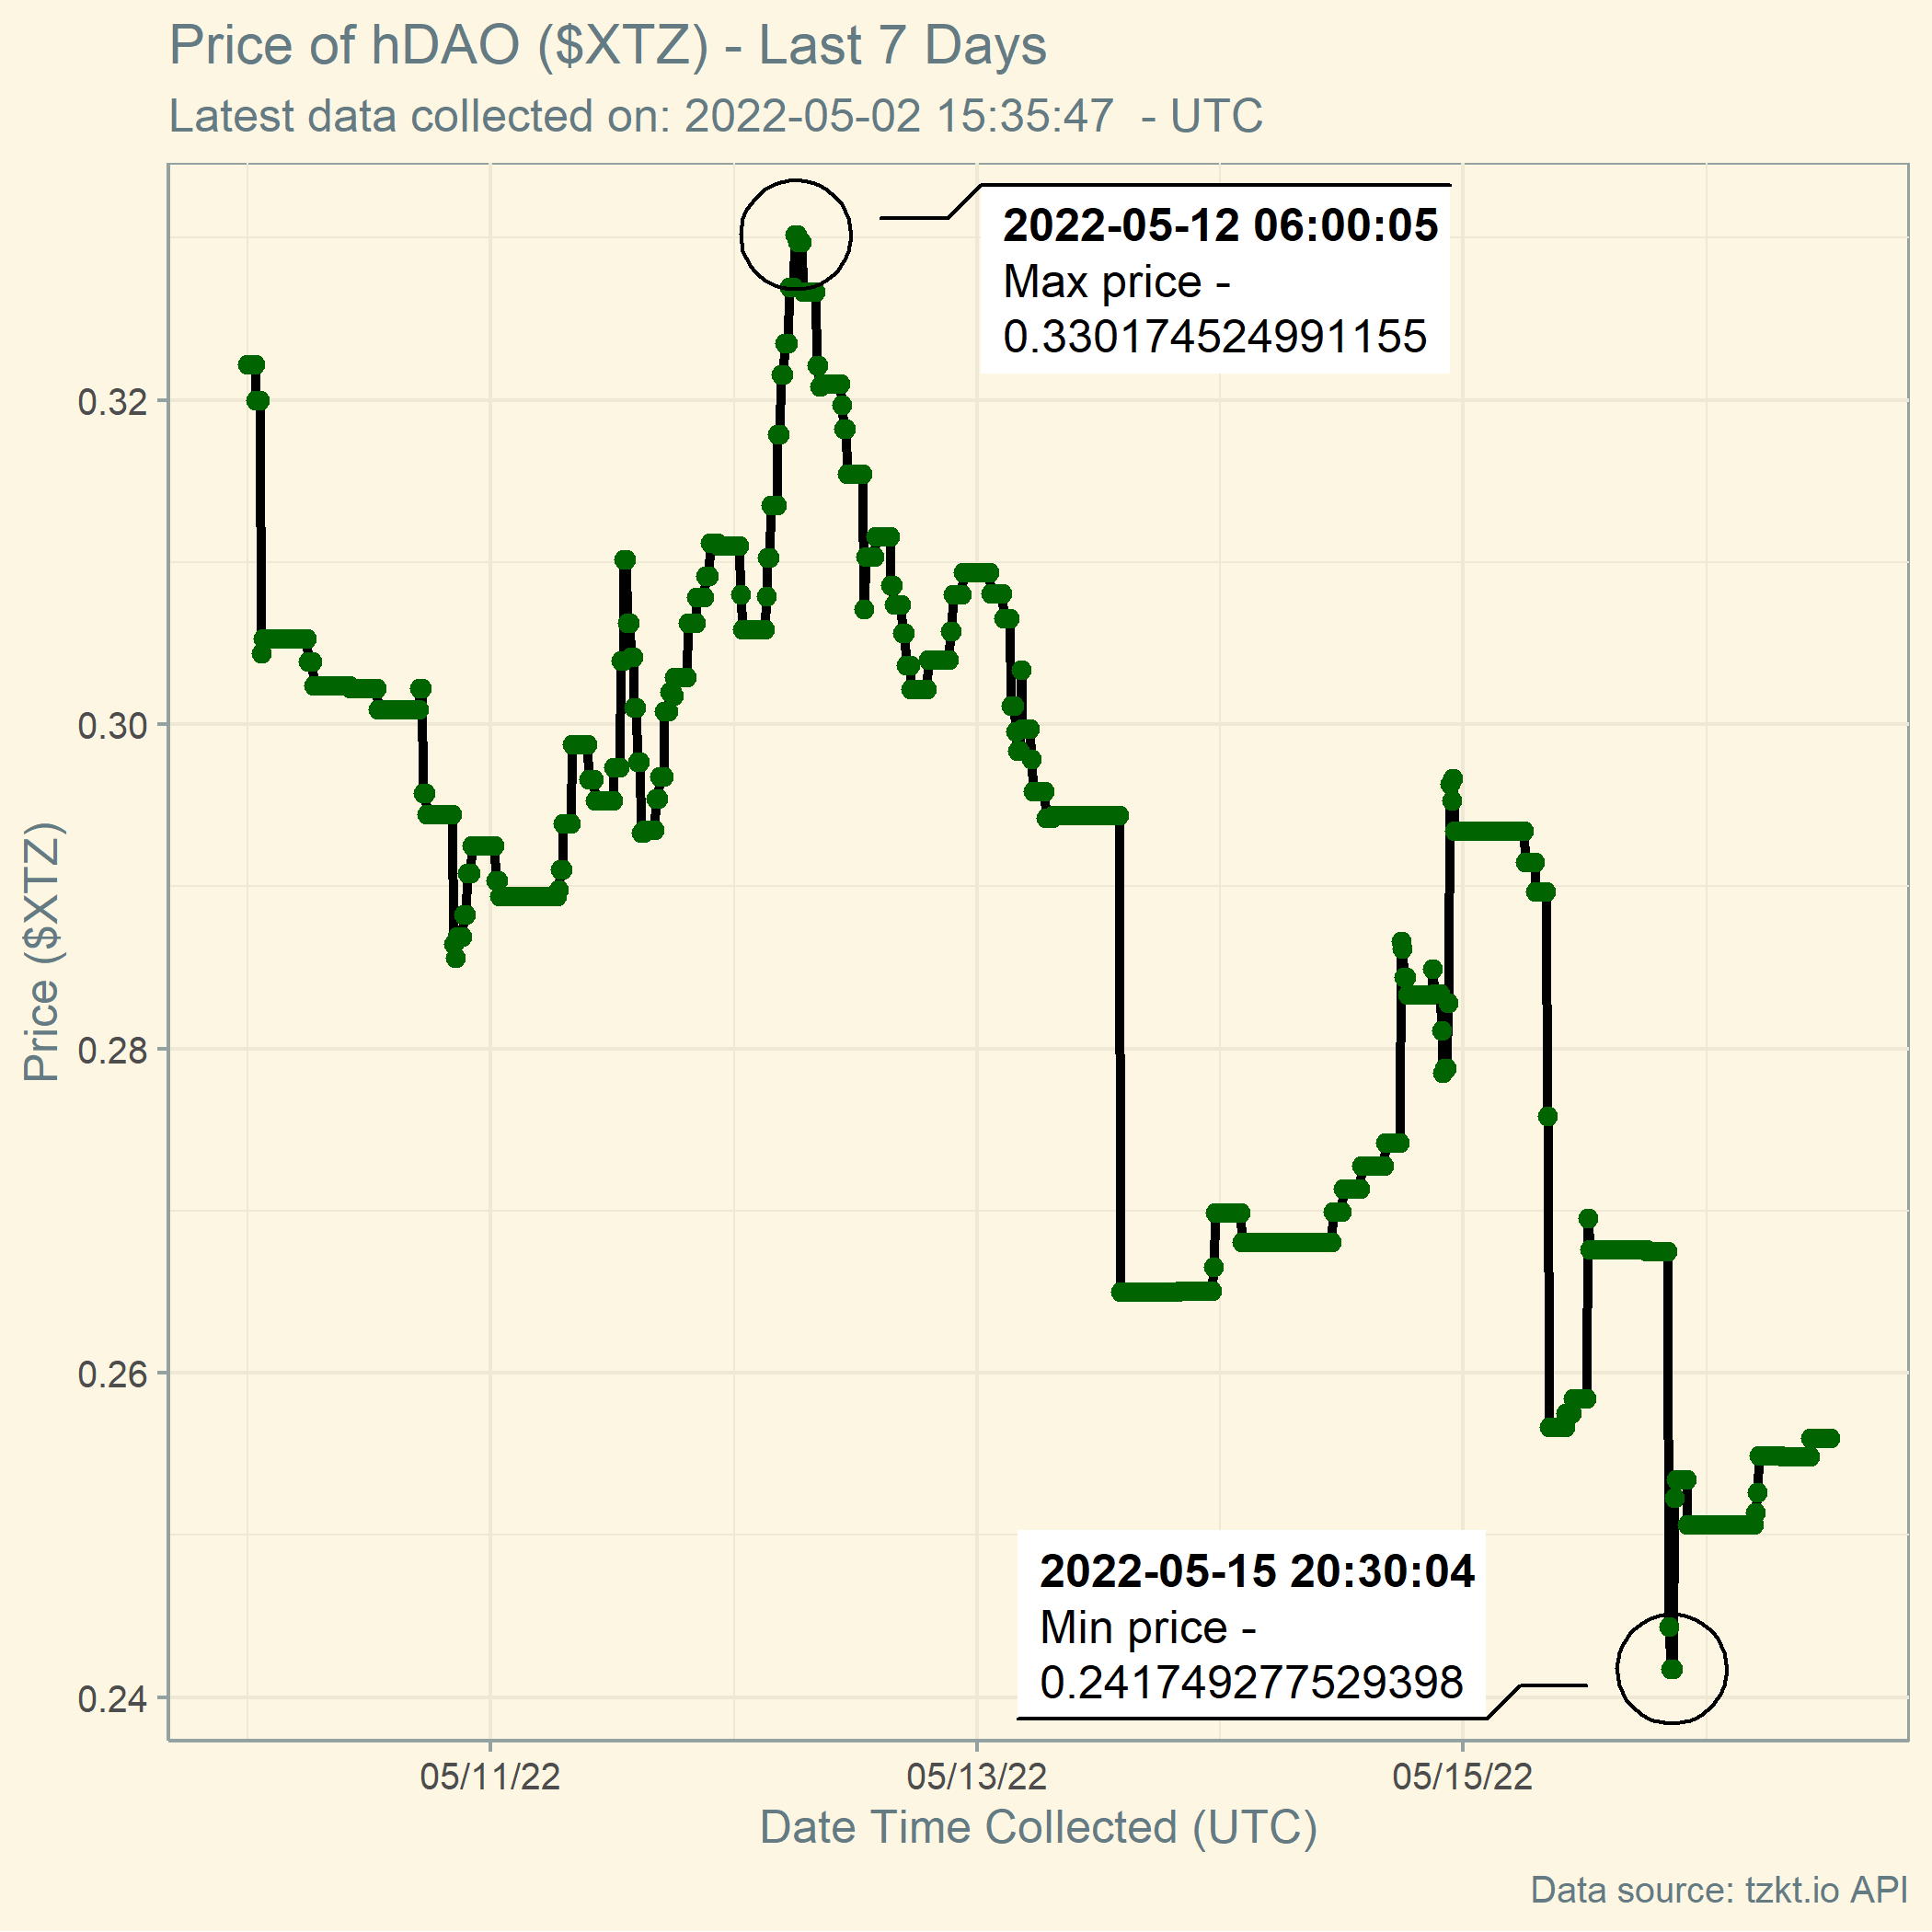 Price of hDAO ($XTZ) - Last 7 Days
Latest data collected on: 2022-05-02 15:35:47  - UTC
2022-05-12 06:00:05
Max price -
0.330174524991155
0.32
0.30
0.28
0.26
0.24
Price ($XTZ)
2022-05-15 20:30:04
Min price -
0.241749277529398
05/11/22
05/13/22
05/15/22
Date Time Collected (UTC)
Data source: tzkt.io API